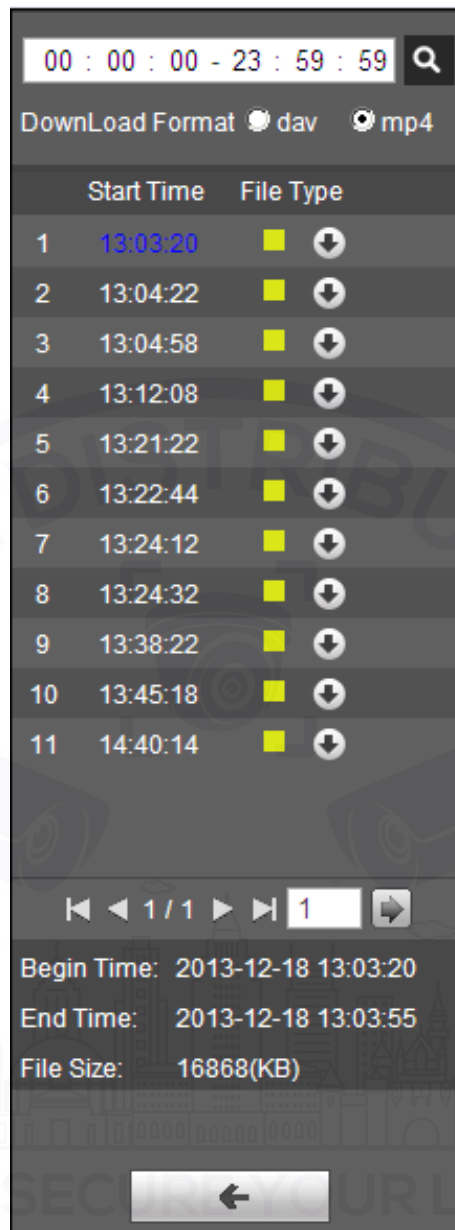 00 : 00 : 00 - 23 : 59 : 59
DownLoad Format dav mp4
Start Time File Type
1 13:03:20
2 13:04:22
3 13:04:58
4 13:12:08
5 13:21:22
6 13:22:44
7 13:24:12
8 13:24:32
9 13:38:22
10 13:45:18
11 14:40:14
1 / 1 1
Begin Time: 2013-12-18 13:03:20
End Time: 2013-12-18 13:03:55
File Size: 16868(KB)
SECURE YOUR